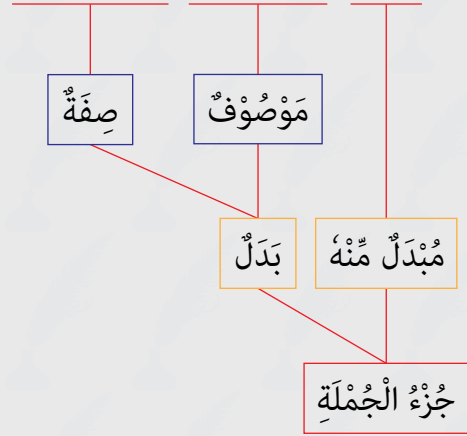 مَوْصُوْفٌ صِفَةٌ
مُبْدَلٌ مِّنْهٗ بَدَلٌ
جُزْءُ الْجُمْلَةِ